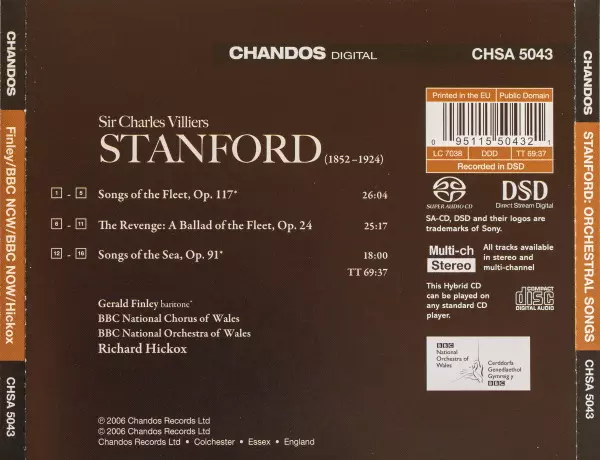 CHANDOS
Finley/BBC NCW/BBC NOW/Hickox
CHSA 5043
CHANDOS DIGITAL
CHSA 5043
Sir Charles Villiers
STANFORD (1852–1924)
1 - 5 Songs of the Fleet, Op. 117* 26:04
6 - 11 The Revenge: A Ballad of the Fleet, Op. 24 25:17
12 - 16 Songs of the Sea, Op. 91* 18:00
TT 69:37
Gerald Finley baritone*
BBC National Chorus of Wales
BBC National Orchestra of Wales
Richard Hickox
℗ 2006 Chandos Records Ltd
© 2006 Chandos Records Ltd
Chandos Records Ltd • Colchester • Essex • England
Printed in the EU Public Domain
0 95115 50432 1
LC 7038 DDD TT 69:37
Recorded in DSD
SUPER AUDIO CD
DSD
Direct Stream Digital
SA-CD, DSD and their logos are
trademarks of Sony.
Multi-ch
Stereo
All tracks available
in stereo and
multi-channel
This Hybrid CD
can be played on
any standard CD
player.
COMPACT
disc
DIGITAL AUDIO
BBC
National
Orchestra of
Wales
Cerddorfa
Genedlaethol
Gymreig y
BBC
CHANDOS
STANFORD: ORCHESTRAL SONGS
CHSA 5043